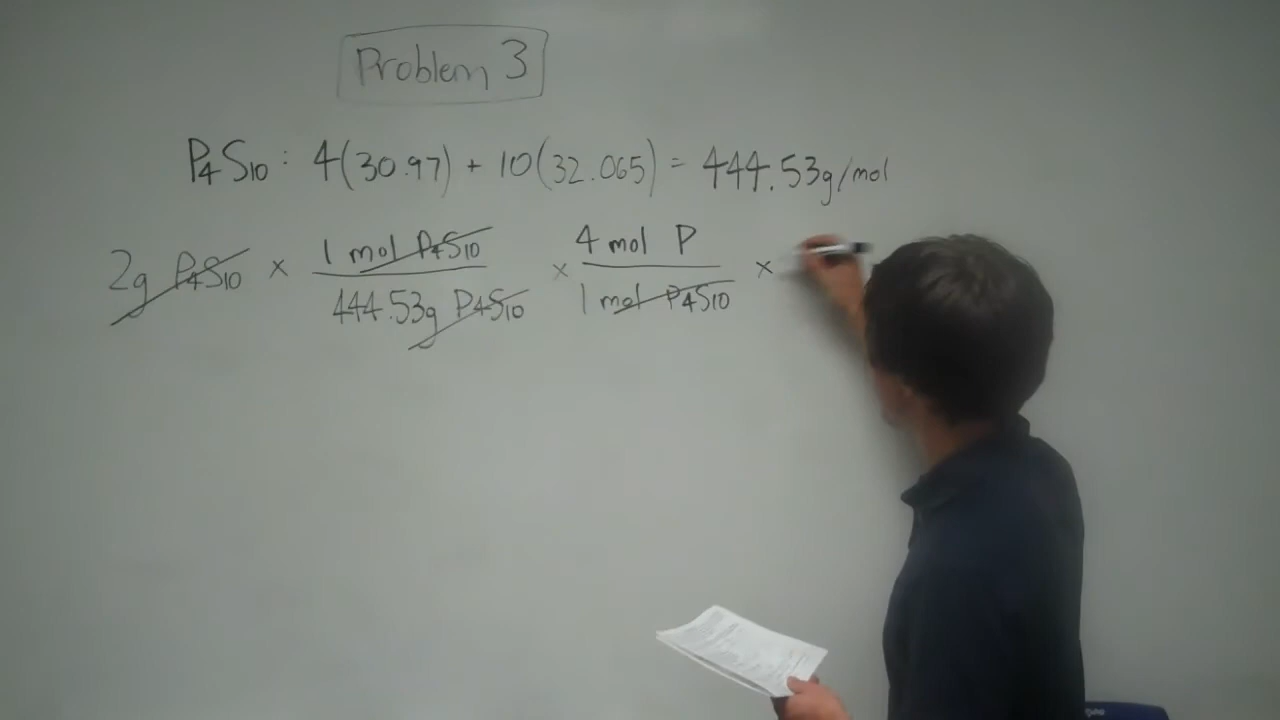 Problem 3
P₄S₁₀ : 4(30.97) + 10(32.065) = 444.53g/mol
2g P₄S₁₀ × 1 mol P₄S₁₀ × 4 mol P ×
444.53g P₄S₁₀ 1 mol P₄S₁₀